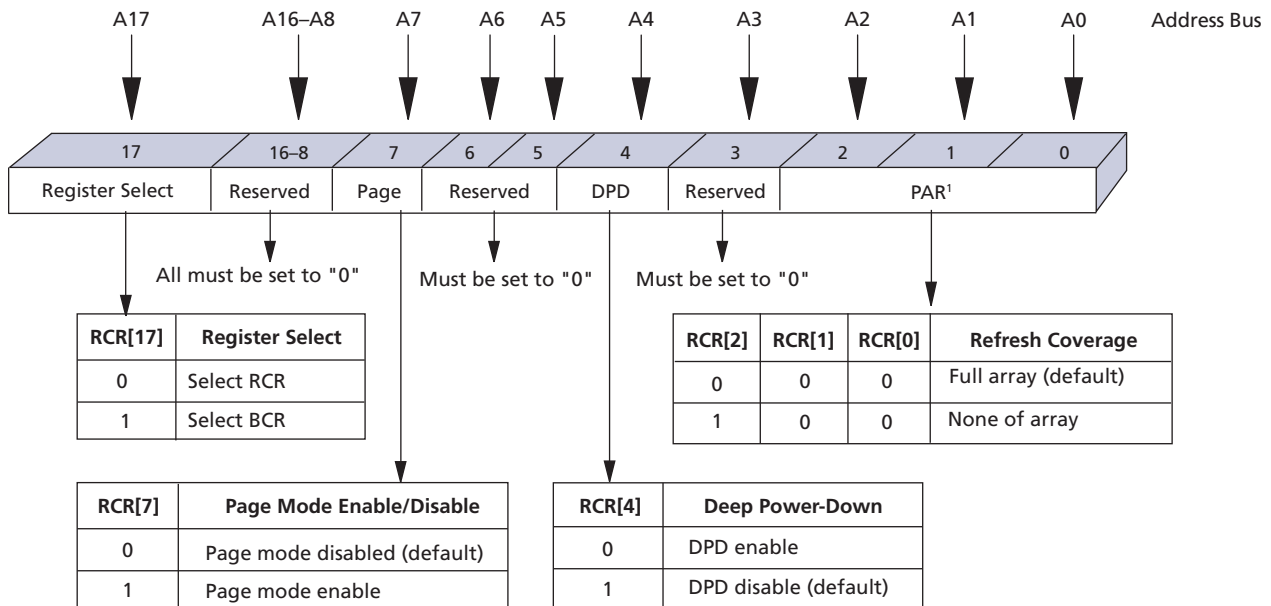 A17 A16–A8 A7 A6 A5 A4 A3 A2 A1 A0 Address Bus
17 16–8 7 6 5 4 3 2 1 0
Register Select Reserved Page Reserved DPD Reserved PAR¹
All must be set to "0" Must be set to "0" Must be set to "0"
RCR[17] Register Select
0 Select RCR
1 Select BCR
RCR[2] RCR[1] RCR[0] Refresh Coverage
0 0 0 Full array (default)
1 0 0 None of array
RCR[7] Page Mode Enable/Disable
0 Page mode disabled (default)
1 Page mode enable
RCR[4] Deep Power-Down
0 DPD enable
1 DPD disable (default)